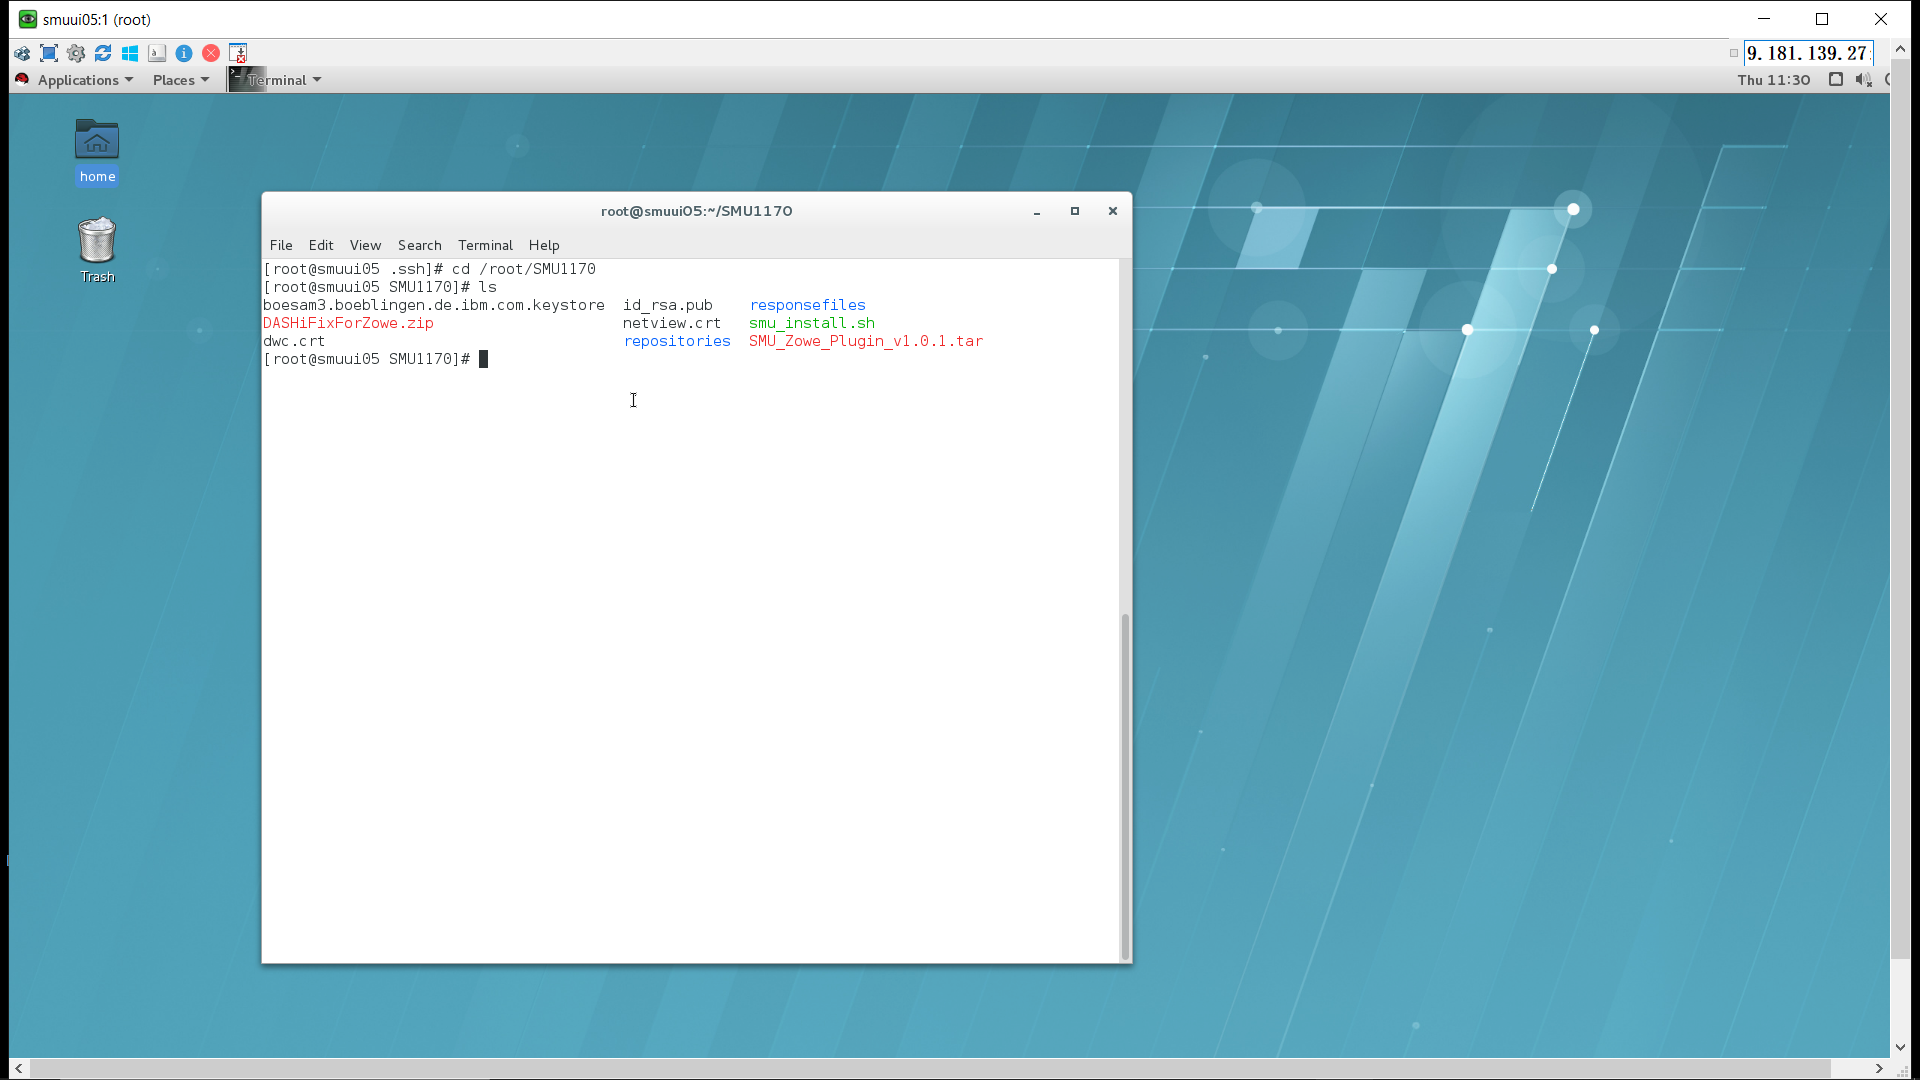 smuui05:1 (root)
9.181.139.27
Applications Places Terminal Thu 11:30
home
Trash
root@smuui05:~/SMU1170
File Edit View Search Terminal Help
[root@smuui05 .ssh]# cd /root/SMU1170
[root@smuui05 SMU1170]# ls
boesam3.boeblingen.de.ibm.com.keystore id_rsa.pub responsefiles
DASHiFixForZowe.zip netview.crt smu_install.sh
dwc.crt repositories SMU_Zowe_Plugin_v1.0.1.tar
[root@smuui05 SMU1170]#